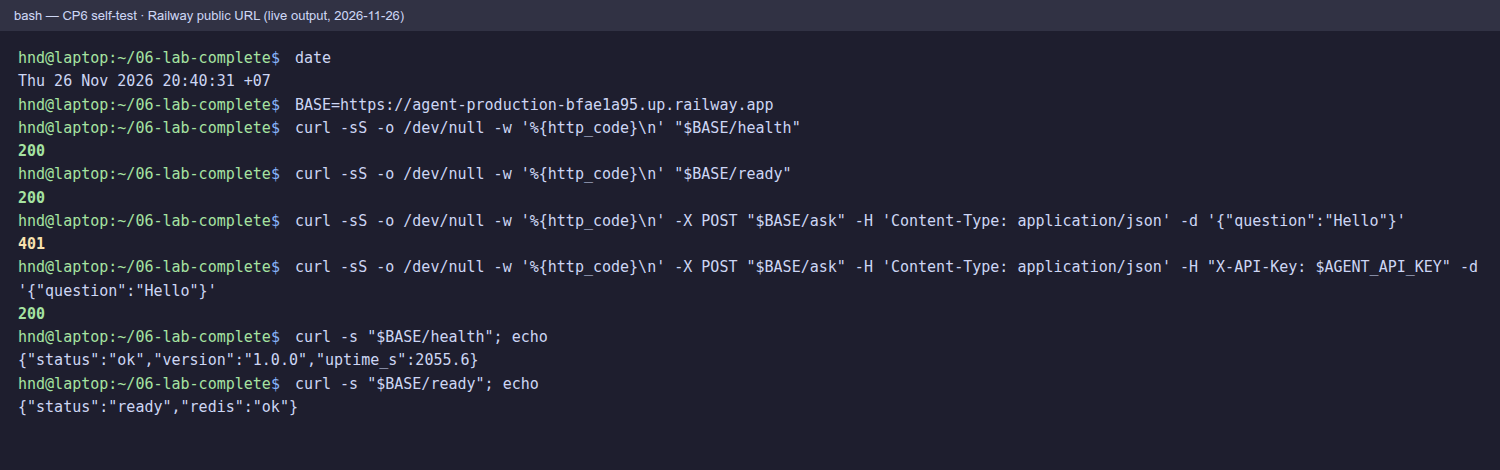 bash — CP6 self-test · Railway public URL (live output, 2026-11-26)
hnd@laptop:~/06-lab-complete$ date
Thu 26 Nov 2026 20:40:31 +07
hnd@laptop:~/06-lab-complete$ BASE=https://agent-production-bfae1a95.up.railway.app
hnd@laptop:~/06-lab-complete$ curl -sS -o /dev/null -w '%{http_code}\n' "$BASE/health"
200
hnd@laptop:~/06-lab-complete$ curl -sS -o /dev/null -w '%{http_code}\n' "$BASE/ready"
200
hnd@laptop:~/06-lab-complete$ curl -sS -o /dev/null -w '%{http_code}\n' -X POST "$BASE/ask" -H 'Content-Type: application/json' -d '{"question":"Hello"}'
401
hnd@laptop:~/06-lab-complete$ curl -sS -o /dev/null -w '%{http_code}\n' -X POST "$BASE/ask" -H 'Content-Type: application/json' -H "X-API-Key: $AGENT_API_KEY" -d
'{"question":"Hello"}'
200
hnd@laptop:~/06-lab-complete$ curl -s "$BASE/health"; echo
{"status":"ok","version":"1.0.0","uptime_s":2055.6}
hnd@laptop:~/06-lab-complete$ curl -s "$BASE/ready"; echo
{"status":"ready","redis":"ok"}